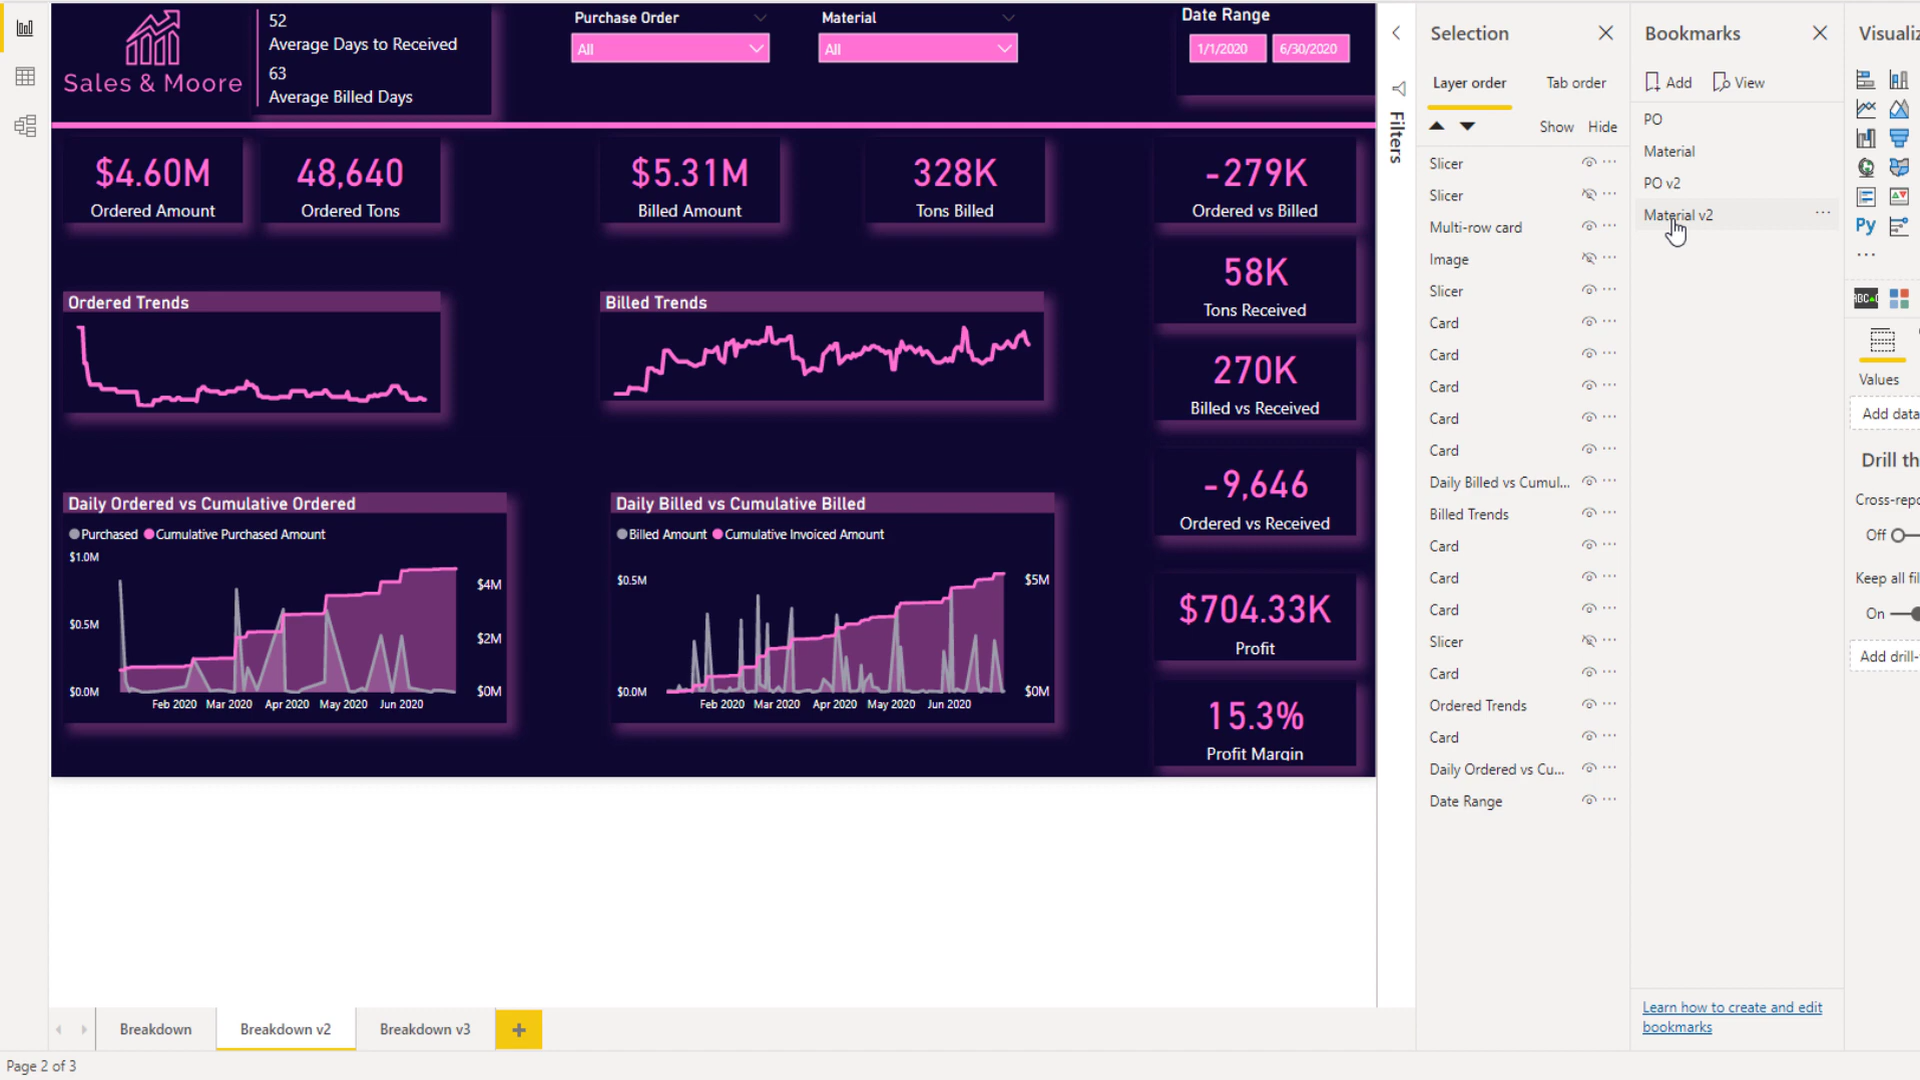 Sales & Moore
52
Average Days to Received
63
Average Billed Days
Purchase Order
All
Material
All
Date Range
1/1/2020
6/30/2020
$4.60M
Ordered Amount
48,640
Ordered Tons
$5.31M
Billed Amount
328K
Tons Billed
-279K
Ordered vs Billed
58K
Tons Received
270K
Billed vs Received
-9,646
Ordered vs Received
$704.33K
Profit
15.3%
Profit Margin
Ordered Trends
Billed Trends
Daily Ordered vs Cumulative Ordered
Purchased Cumulative Purchased Amount
$1.0M
$0.5M
$0.0M
$4M
$2M
$0M
Feb 2020 Mar 2020 Apr 2020 May 2020 Jun 2020
Daily Billed vs Cumulative Billed
Billed Amount Cumulative Invoiced Amount
$0.5M
$0.0M
$5M
$0M
Feb 2020 Mar 2020 Apr 2020 May 2020 Jun 2020
Filters
Selection
Layer order Tab order
Show Hide
Slicer
Slicer
Multi-row card
Image
Slicer
Card
Card
Card
Card
Card
Daily Billed vs Cumul...
Billed Trends
Card
Card
Card
Slicer
Card
Ordered Trends
Card
Daily Ordered vs Cu...
Date Range
Bookmarks
Add View
PO
Material
PO v2
Material v2
Learn how to create and edit
bookmarks
Visualiz
Py
Values
Add data
Drill th
Cross-repo
Off
Keep all fil
On
Add drill-
Breakdown
Breakdown v2
Breakdown v3
Page 2 of 3